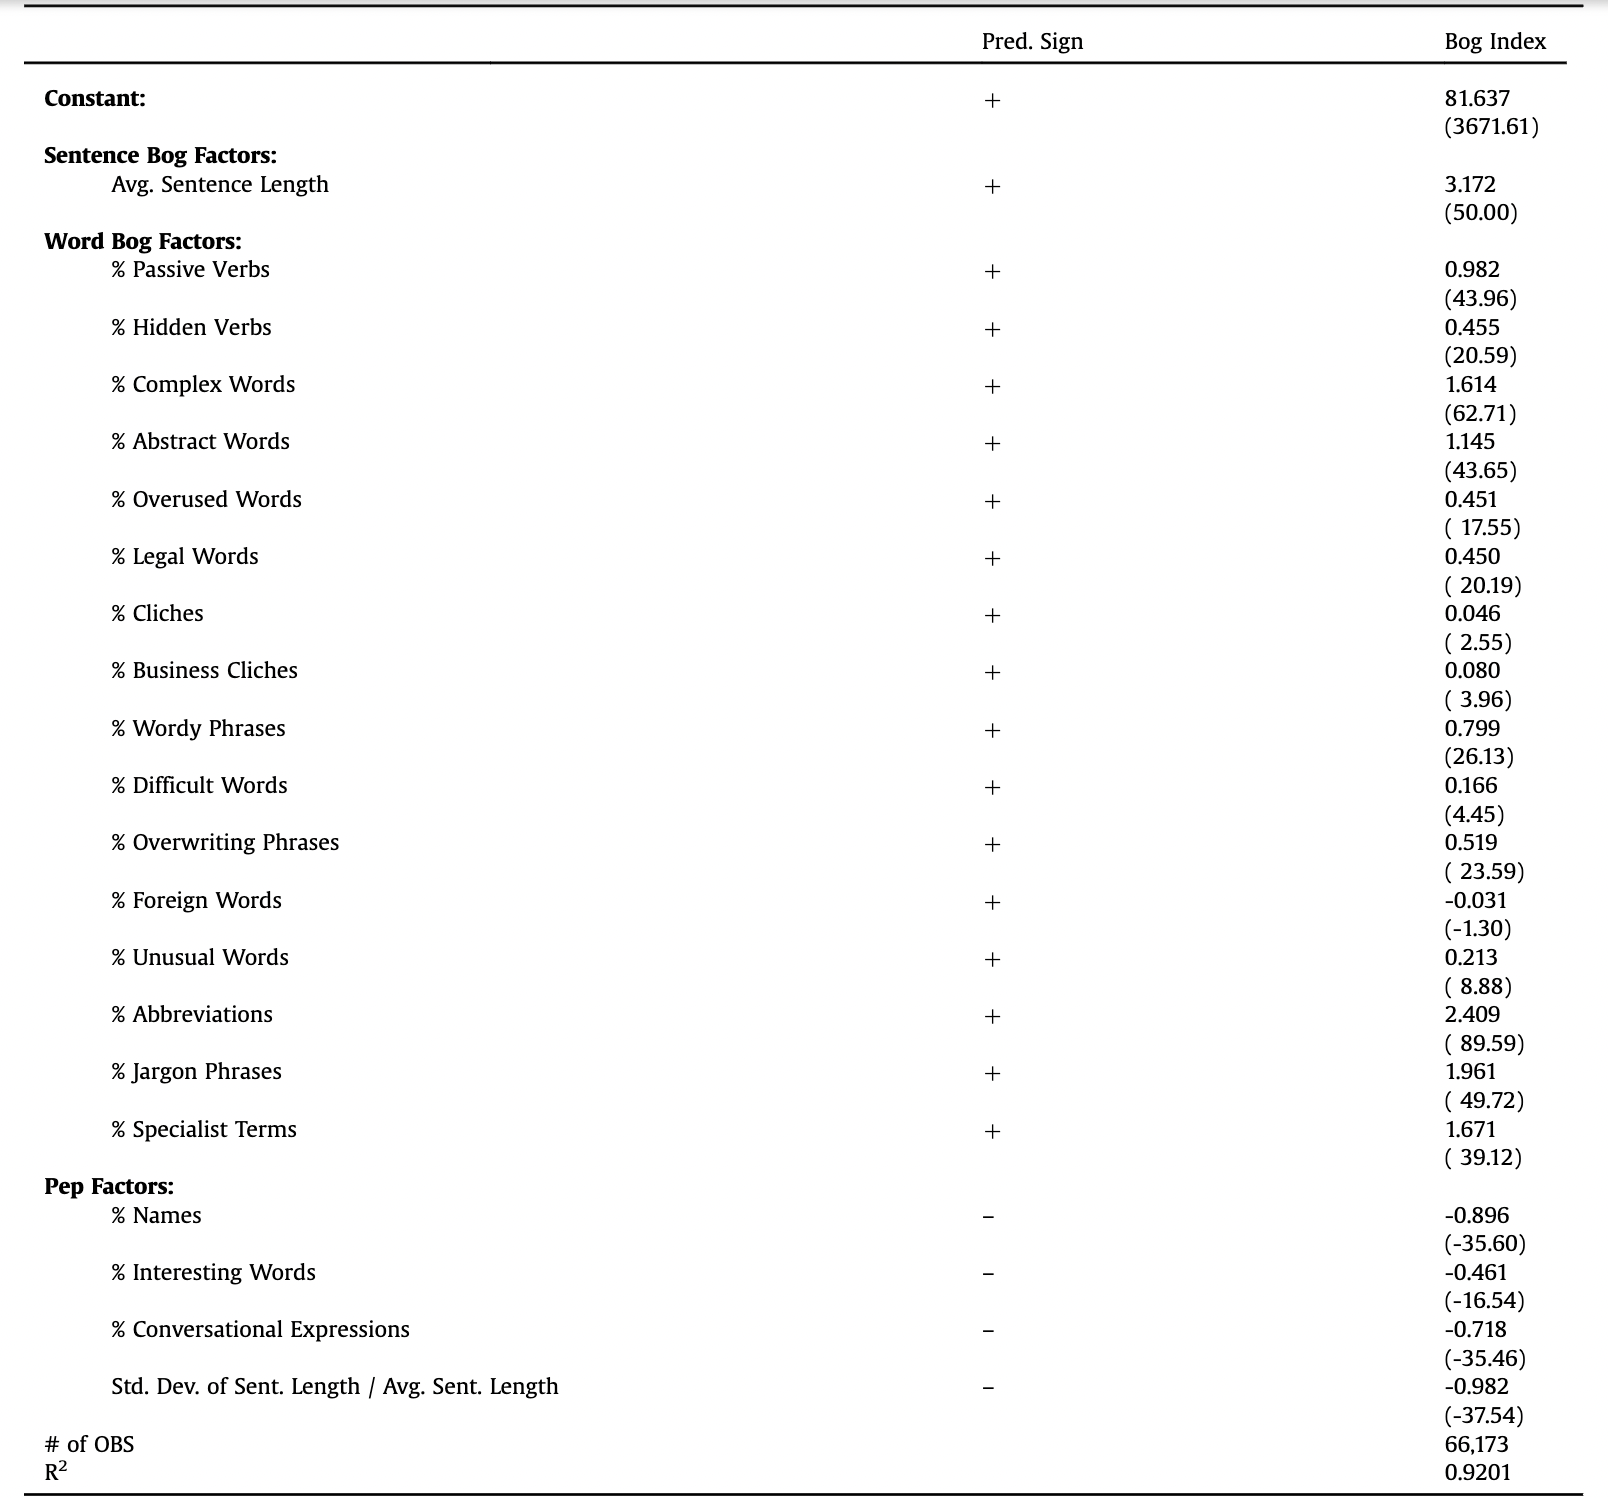 Pred. Sign Bog Index
Constant: + 81.637
(3671.61)
Sentence Bog Factors:
Avg. Sentence Length + 3.172
(50.00)
Word Bog Factors:
% Passive Verbs + 0.982
(43.96)
% Hidden Verbs + 0.455
(20.59)
% Complex Words + 1.614
(62.71)
% Abstract Words + 1.145
(43.65)
% Overused Words + 0.451
( 17.55)
% Legal Words + 0.450
( 20.19)
% Cliches + 0.046
( 2.55)
% Business Cliches + 0.080
( 3.96)
% Wordy Phrases + 0.799
(26.13)
% Difficult Words + 0.166
(4.45)
% Overwriting Phrases + 0.519
( 23.59)
% Foreign Words + -0.031
(-1.30)
% Unusual Words + 0.213
( 8.88)
% Abbreviations + 2.409
( 89.59)
% Jargon Phrases + 1.961
( 49.72)
% Specialist Terms + 1.671
( 39.12)
Pep Factors:
% Names – -0.896
(-35.60)
% Interesting Words – -0.461
(-16.54)
% Conversational Expressions – -0.718
(-35.46)
Std. Dev. of Sent. Length / Avg. Sent. Length – -0.982
(-37.54)
# of OBS 66,173
R² 0.9201